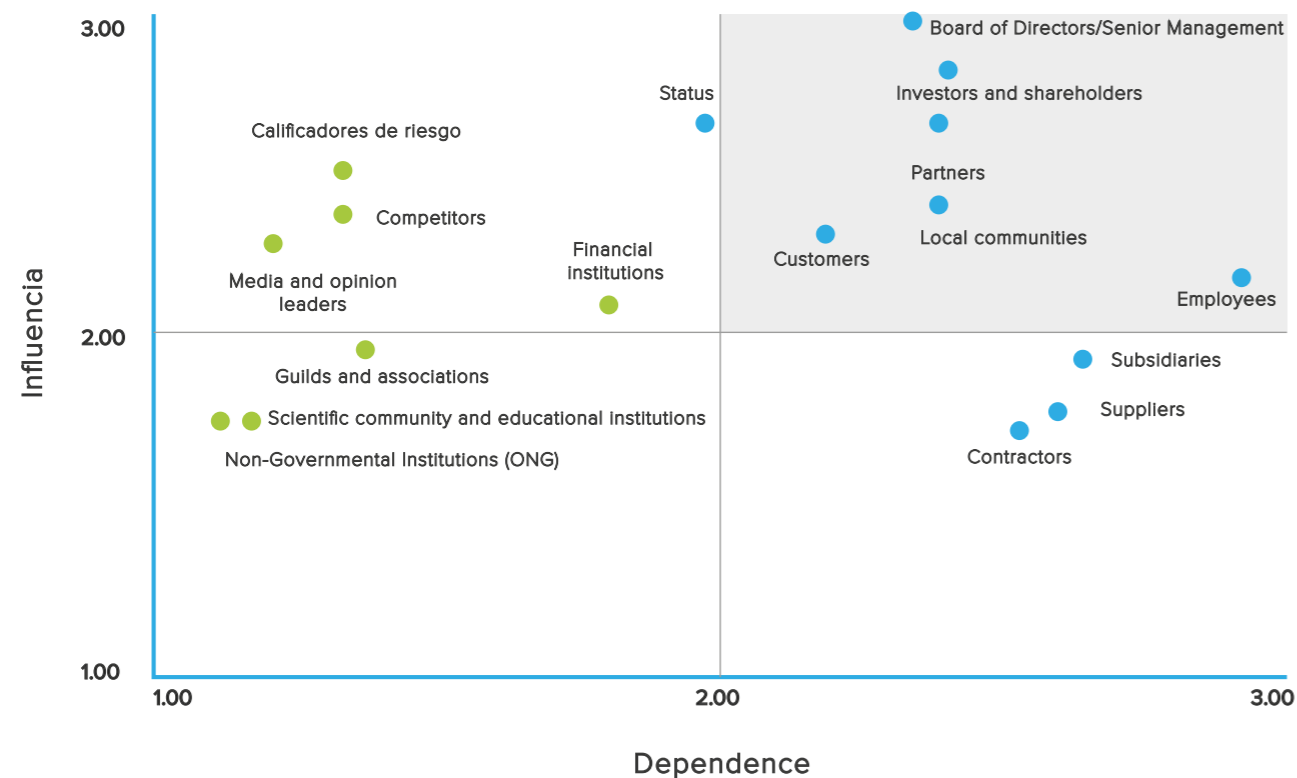 3.00
Board of Directors/Senior Management
Status
Investors and shareholders
Calificadores de riesgo
Partners
Competitors
Local communities
Financial
institutions
Customers
Media and opinion
leaders
Employees
Influencia
2.00
Subsidiaries
Guilds and associations
Suppliers
Scientific community and educational institutions
Contractors
Non-Governmental Institutions (ONG)
1.00
1.00
2.00
3.00
Dependence